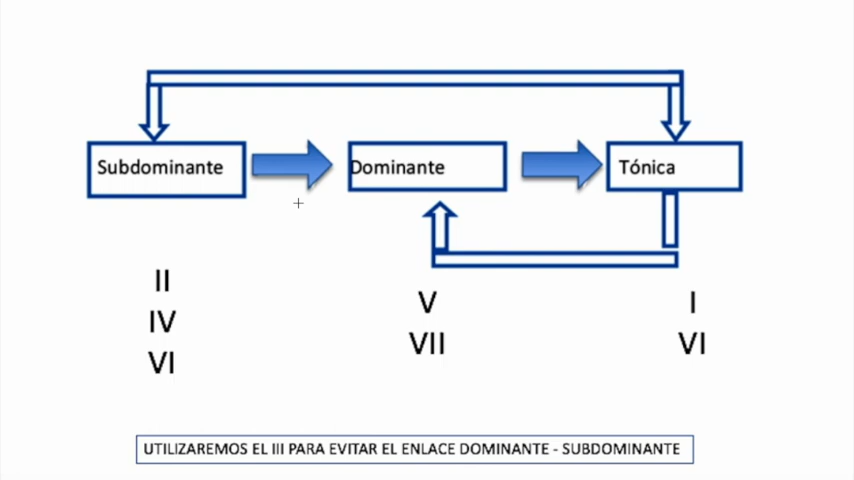 Subdominante
Dominante
Tónica
II
IV
VI
V
VII
I
VI
UTILIZAREMOS EL III PARA EVITAR EL ENLACE DOMINANTE - SUBDOMINANTE